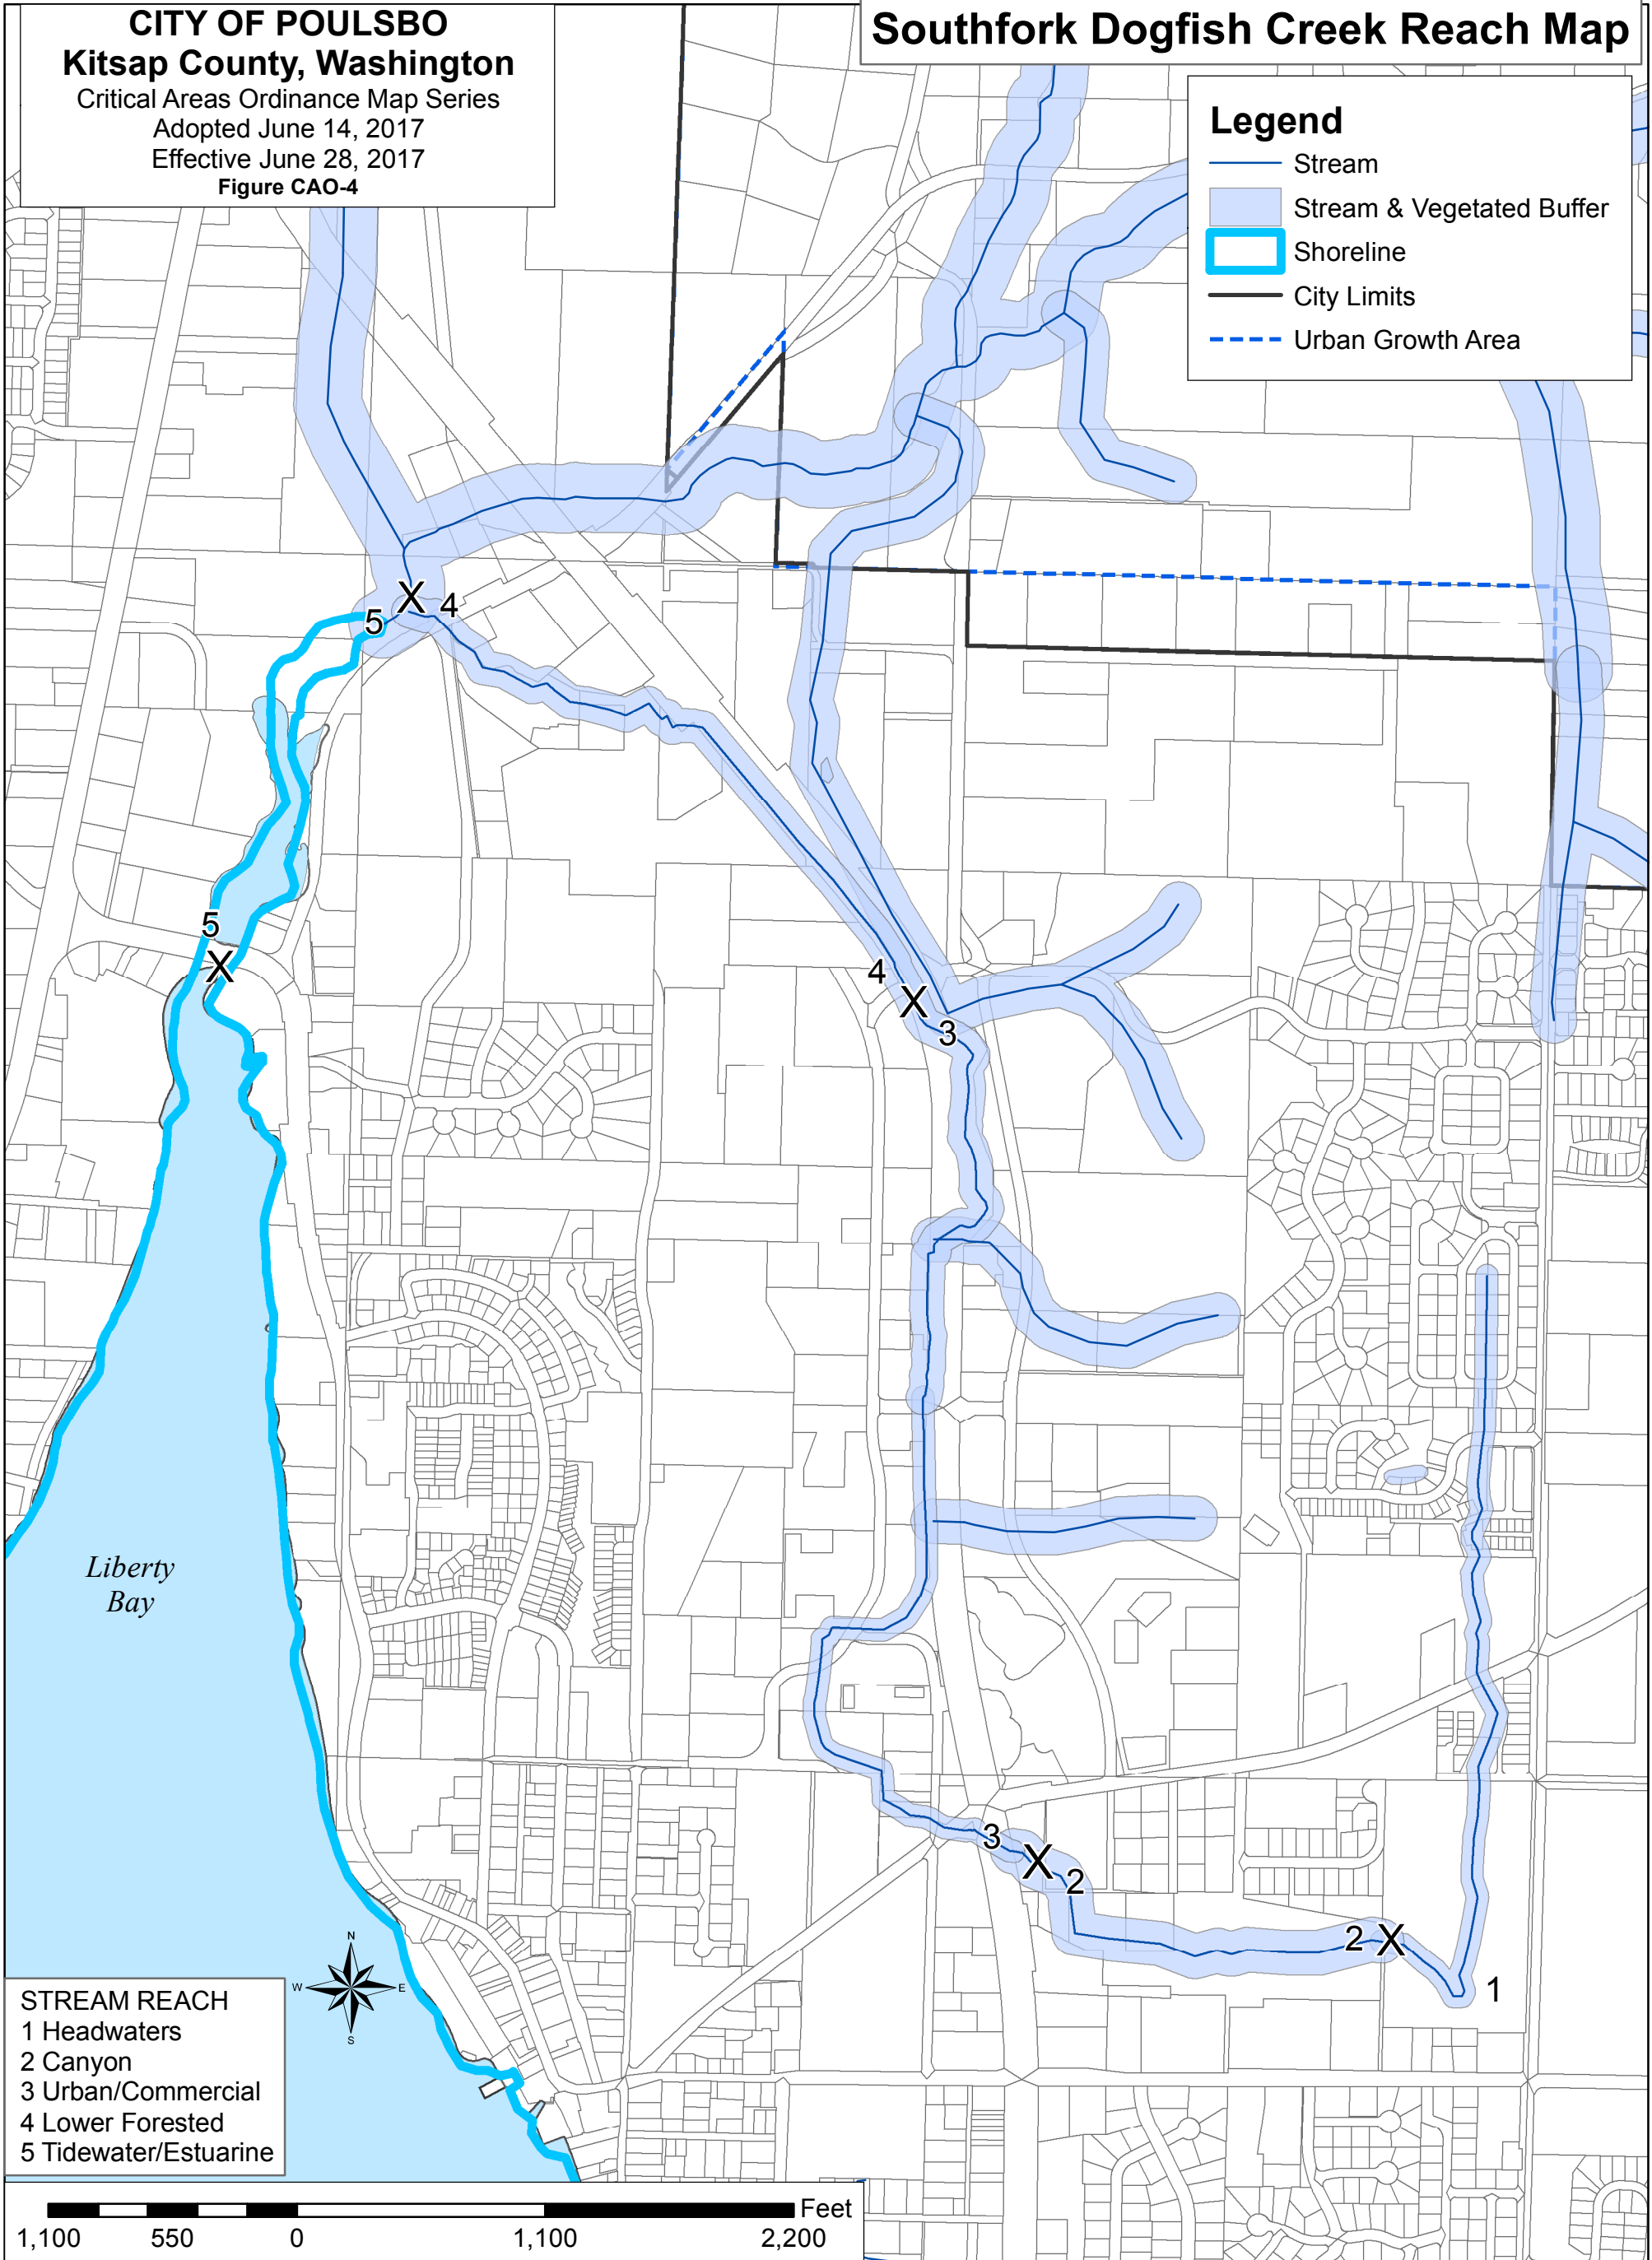 CITY OF POULSBO
Kitsap County, Washington
Critical Areas Ordinance Map Series
Adopted June 14, 2017
Effective June 28, 2017
Figure CAO-4
Southfork Dogfish Creek Reach Map
Legend
Stream
Stream & Vegetated Buffer
Shoreline
City Limits
Urban Growth Area
X
4
5
5
X
4
X
3
Liberty
Bay
3
X
2
2
X
1
N
W
E
S
STREAM REACH
1 Headwaters
2 Canyon
3 Urban/Commercial
4 Lower Forested
5 Tidewater/Estuarine
Feet
1,100 550 0 1,100 2,200